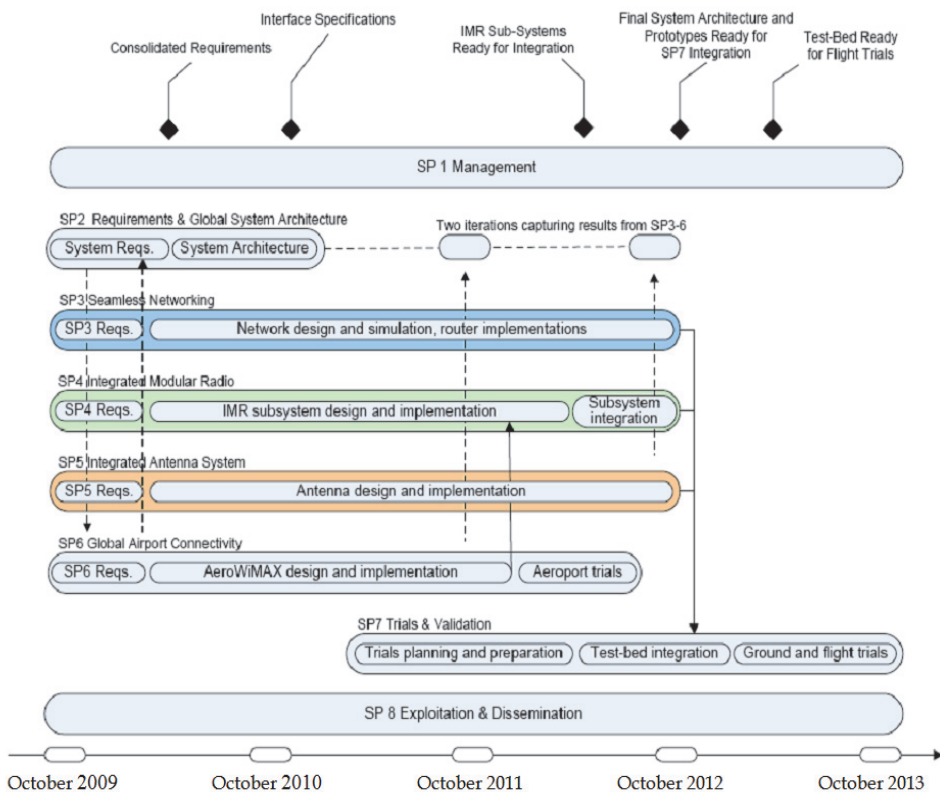 Interface Specifications
Consolidated Requirements
IMR Sub-Systems
Ready for Integration
Final System Architecture and
Prototypes Ready for
SP7 Integration
Test-Bed Ready
for Flight Trials
SP 1 Management
SP2 Requirements & Global System Architecture
System Reqs.
System Architecture
Two iterations capturing results from SP3-6
SP3 Seamless Networking
SP3 Reqs.
Network design and simulation, router implementations
SP4 Integrated Modular Radio
SP4 Reqs.
IMR subsystem design and implementation
Subsystem
integration
SP5 Integrated Antenna System
SP5 Reqs.
Antenna design and implementation
SP6 Global Airport Connectivity
SP6 Reqs.
AeroWiMAX design and implementation
Aeroport trials
SP7 Trials & Validation
Trials planning and preparation
Test-bed integration
Ground and flight trials
SP 8 Exploitation & Dissemination
October 2009
October 2010
October 2011
October 2012
October 2013